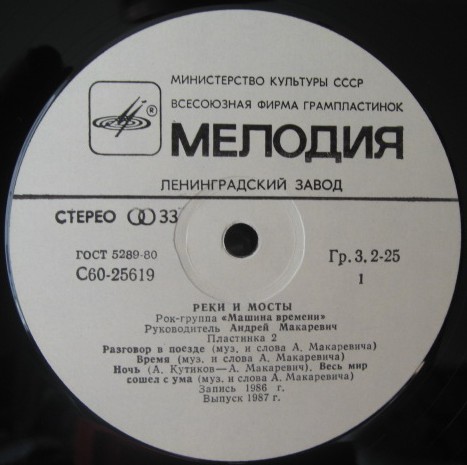 ®
МИНИСТЕРСТВО КУЛЬТУРЫ СССР
ВСЕСОЮЗНАЯ ФИРМА ГРАМПЛАСТИНОК
МЕЛОДИЯ
ЛЕНИНГРАДСКИЙ ЗАВОД
СТЕРЕО 33
ГОСТ 5289-80
С60-25619
Гр. 3. 2-25
1
РЕКИ И МОСТЫ
Рок-группа «Машина времени»
Руководитель Андрей Макаревич
Пластинка 2
Разговор в поезде (муз. и слова А. Макаревича)
Время (муз. и слова А. Макаревича)
Ночь (А. Кутиков—А. Макаревич). Весь мир
сошел с ума (муз. и слова А. Макаревича)
Запись 1986 г.
Выпуск 1987 г.